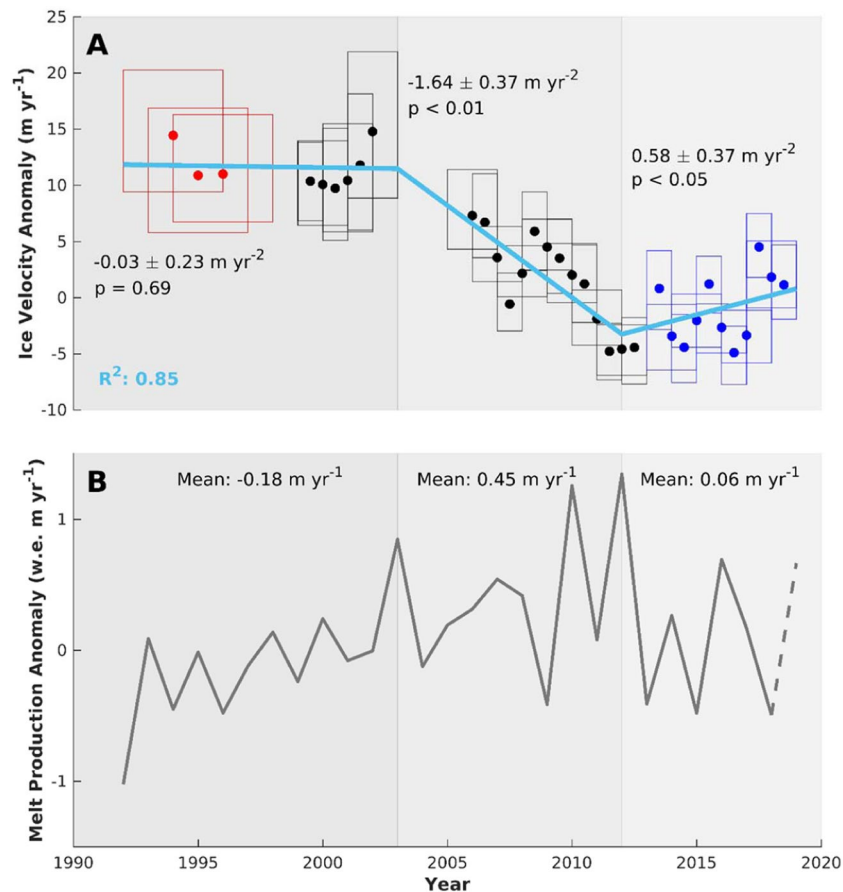 A
25
20
15
10
5
0
-5
-10
Ice Velocity Anomaly (m yr⁻¹)
-1.64 ± 0.37 m yr⁻²
p < 0.01
0.58 ± 0.37 m yr⁻²
p < 0.05
-0.03 ± 0.23 m yr⁻²
p = 0.69
R²: 0.85
B
Mean: -0.18 m yr⁻¹
Mean: 0.45 m yr⁻¹
Mean: 0.06 m yr⁻¹
1
0
-1
Melt Production Anomaly (w.e. m yr⁻¹)
1990 1995 2000 2005 2010 2015 2020
Year